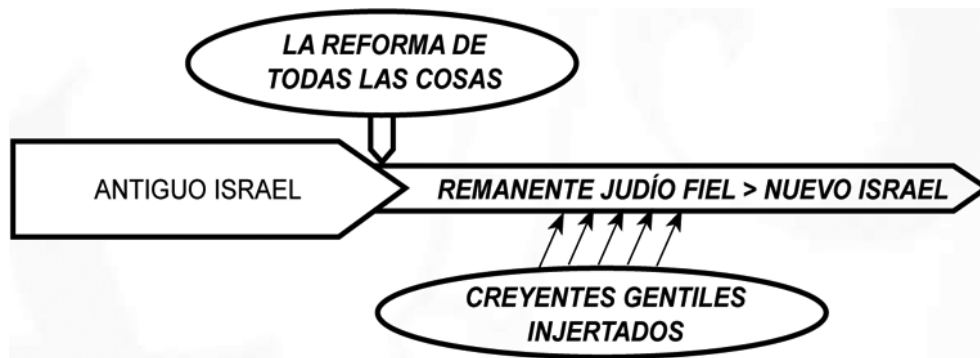 LA REFORMA DE
TODAS LAS COSAS
ANTIGUO ISRAEL
REMANENTE JUDÍO FIEL > NUEVO ISRAEL
CREYENTES GENTILES
INJERTADOS